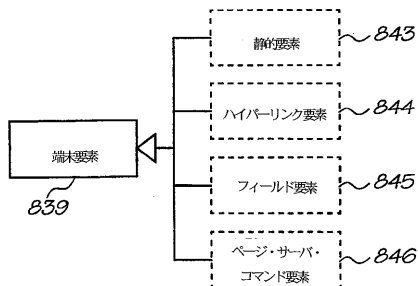 静的要素
843
ハイパーリンク要素
844
端末要素
839
フィールド要素
845
ページ・サーバ・
コマンド要素
846